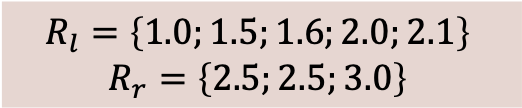 R_l = {1.0; 1.5; 1.6; 2.0; 2.1}
R_r = {2.5; 2.5; 3.0}